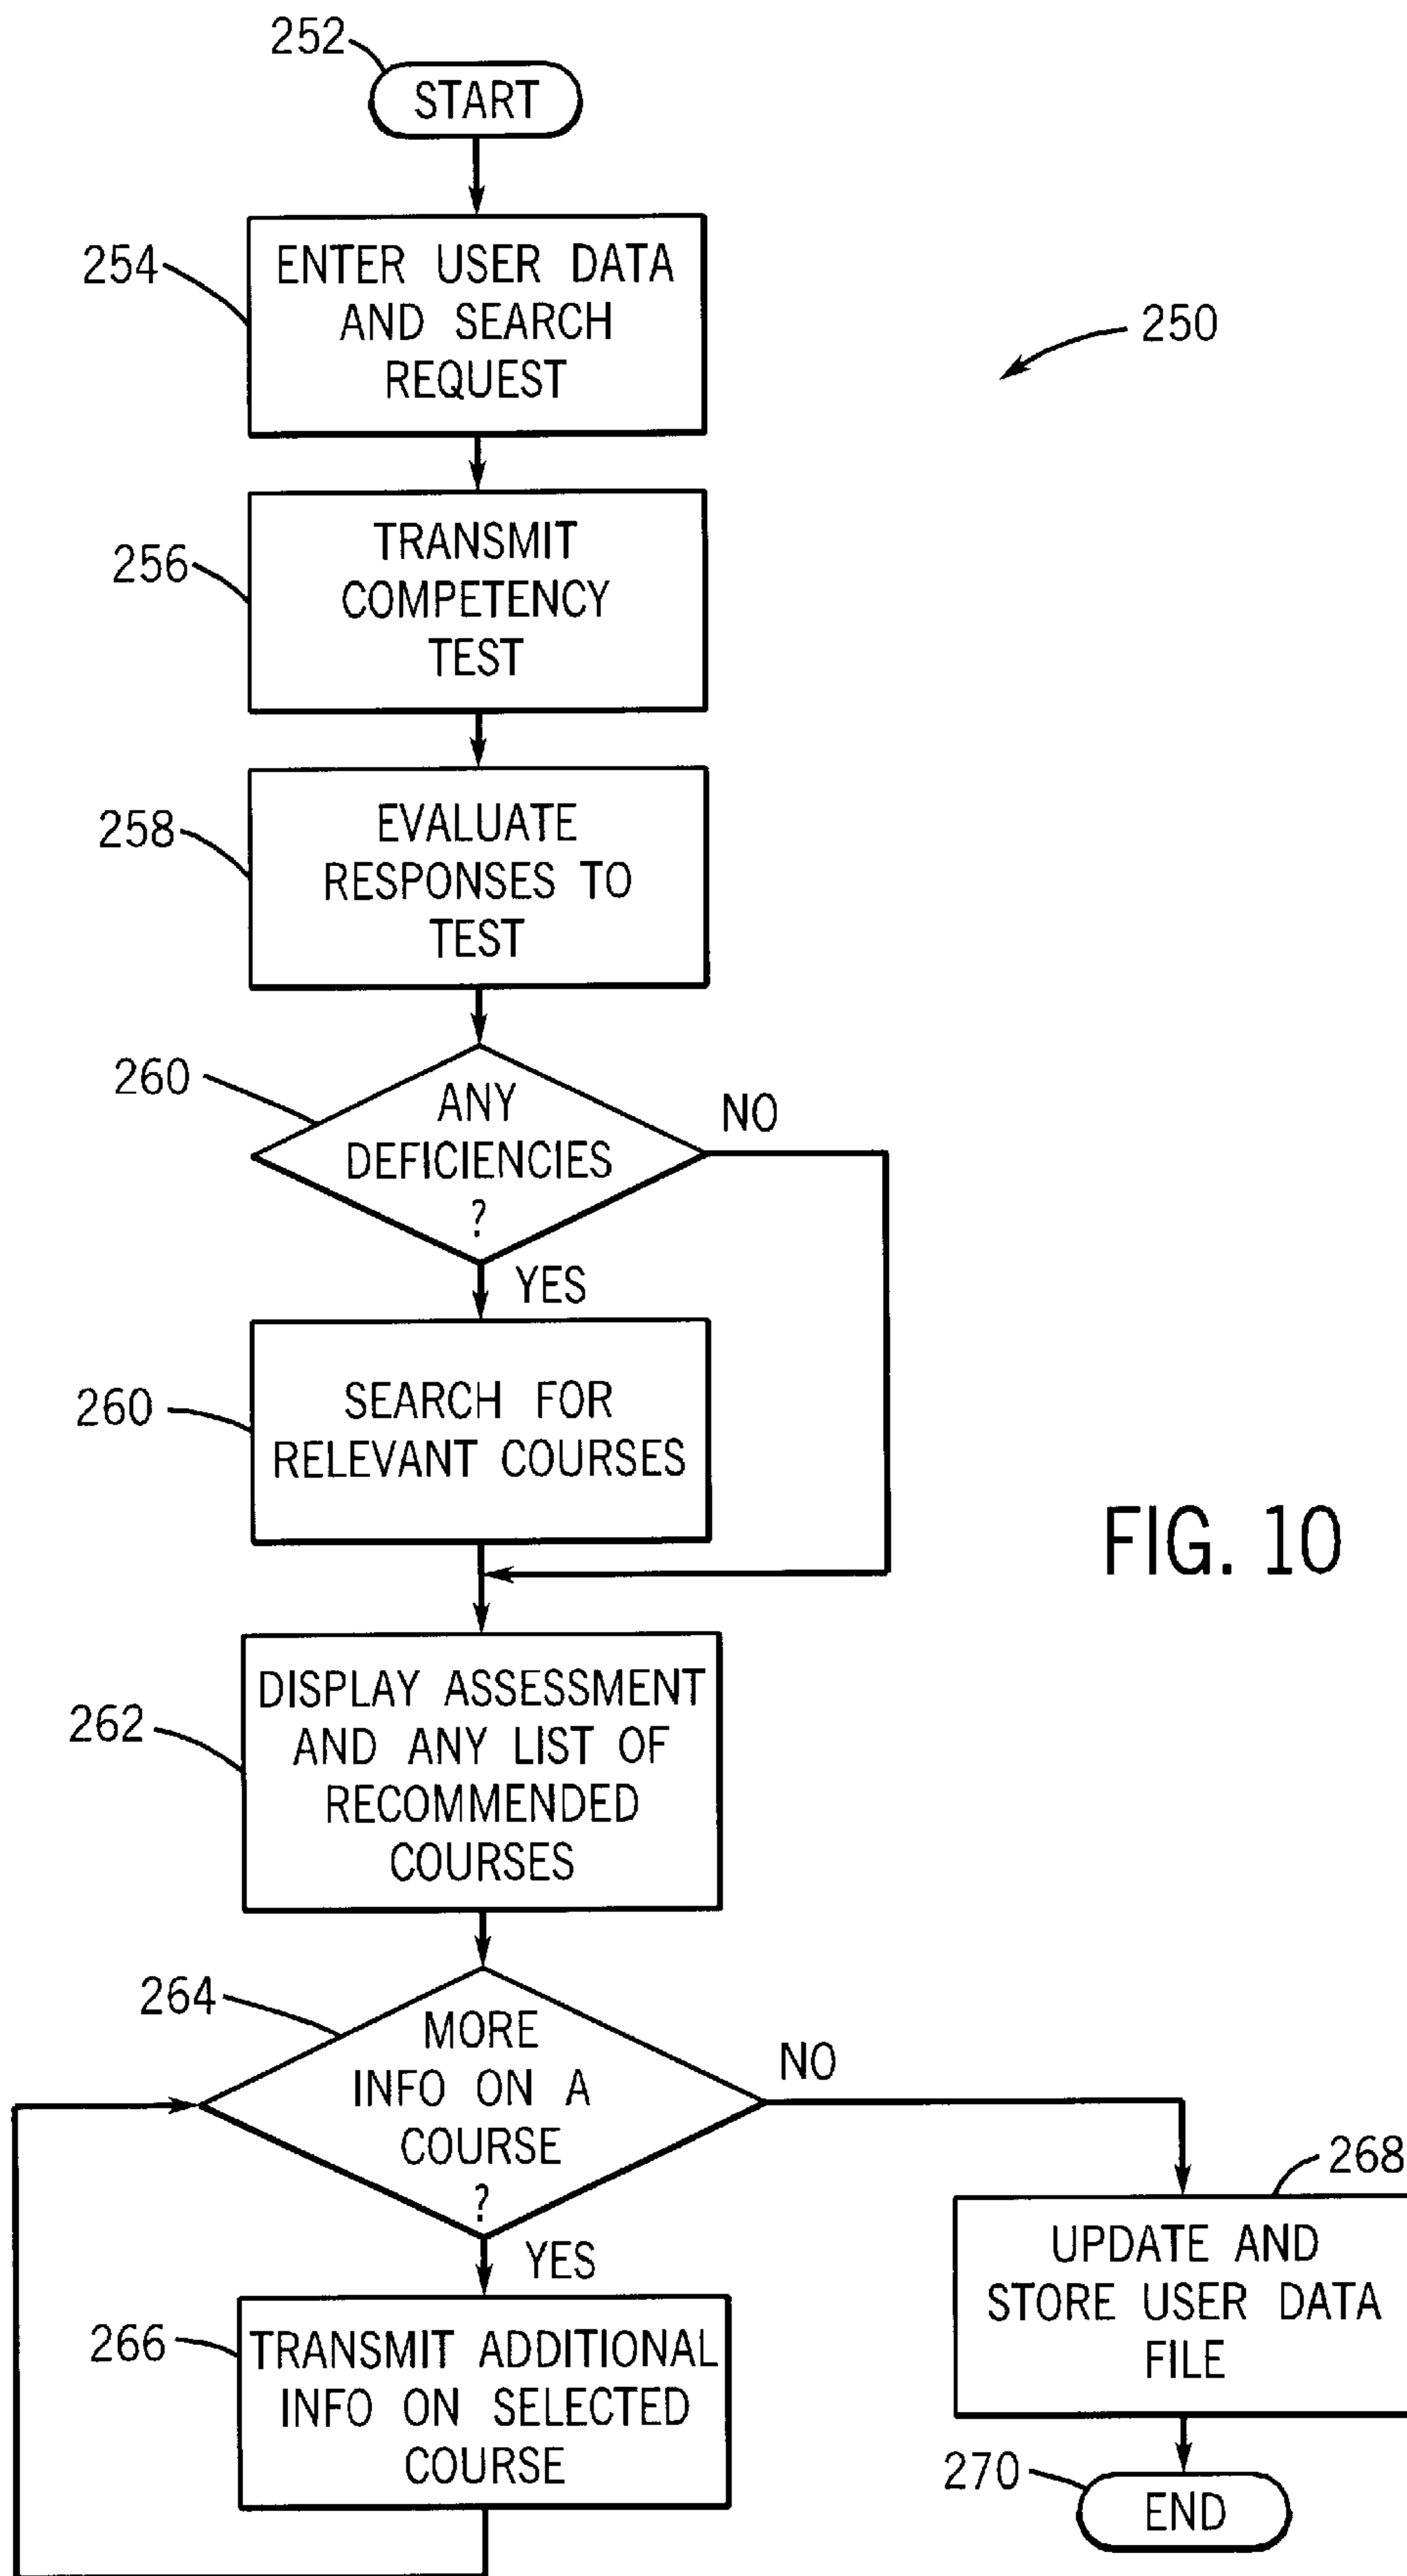 252
START
254
ENTER USER DATA
AND SEARCH
REQUEST
250
256
TRANSMIT
COMPETENCY
TEST
258
EVALUATE
RESPONSES TO
TEST
260
ANY
DEFICIENCIES
?
NO
YES
260
SEARCH FOR
RELEVANT COURSES
FIG. 10
262
DISPLAY ASSESSMENT
AND ANY LIST OF
RECOMMENDED
COURSES
264
MORE
INFO ON A
COURSE
?
NO
YES
266
TRANSMIT ADDITIONAL
INFO ON SELECTED
COURSE
268
UPDATE AND
STORE USER DATA
FILE
270
END